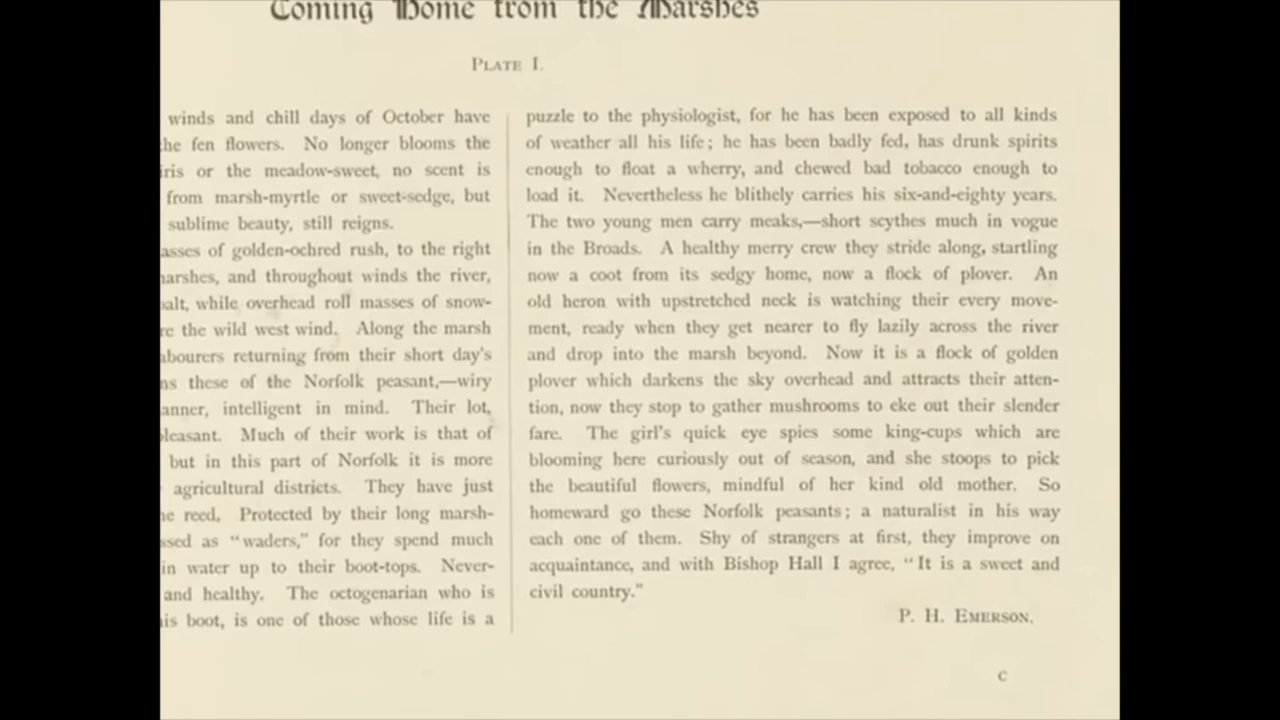 Coming Home from the Marshes
PLATE I.
winds and chill days of October have
the fen flowers. No longer blooms the
or the meadow-sweet, no scent is
from marsh-myrtle or sweet-sedge, but
sublime beauty, still reigns.
of golden-ochred rush, to the right
and throughout winds the river,
while overhead roll masses of snow-
the wild west wind. Along the marsh
returning from their short day's
these of the Norfolk peasant,—wiry
intelligent in mind. Their lot,
Much of their work is that of
but in this part of Norfolk it is more
agricultural districts. They have just
reed. Protected by their long marsh-
as "waders," for they spend much
in water up to their boot-tops. Never-
and healthy. The octogenarian who is
boot, is one of those whose life is a
puzzle to the physiologist, for he has been exposed to all kinds
of weather all his life; he has been badly fed, has drunk spirits
enough to float a wherry, and chewed bad tobacco enough to
load it. Nevertheless he blithely carries his six-and-eighty years.
The two young men carry meaks,—short scythes much in vogue
in the Broads. A healthy merry crew they stride along, startling
now a coot from its sedgy home, now a flock of plover. An
old heron with upstretched neck is watching their every move-
ment, ready when they get nearer to fly lazily across the river
and drop into the marsh beyond. Now it is a flock of golden
plover which darkens the sky overhead and attracts their atten-
tion, now they stop to gather mushrooms to eke out their slender
fare. The girl's quick eye spies some king-cups which are
blooming here curiously out of season, and she stoops to pick
the beautiful flowers, mindful of her kind old mother. So
homeward go these Norfolk peasants; a naturalist in his way
each one of them. Shy of strangers at first, they improve on
acquaintance, and with Bishop Hall I agree, "It is a sweet and
civil country."
P. H. EMERSON.
C